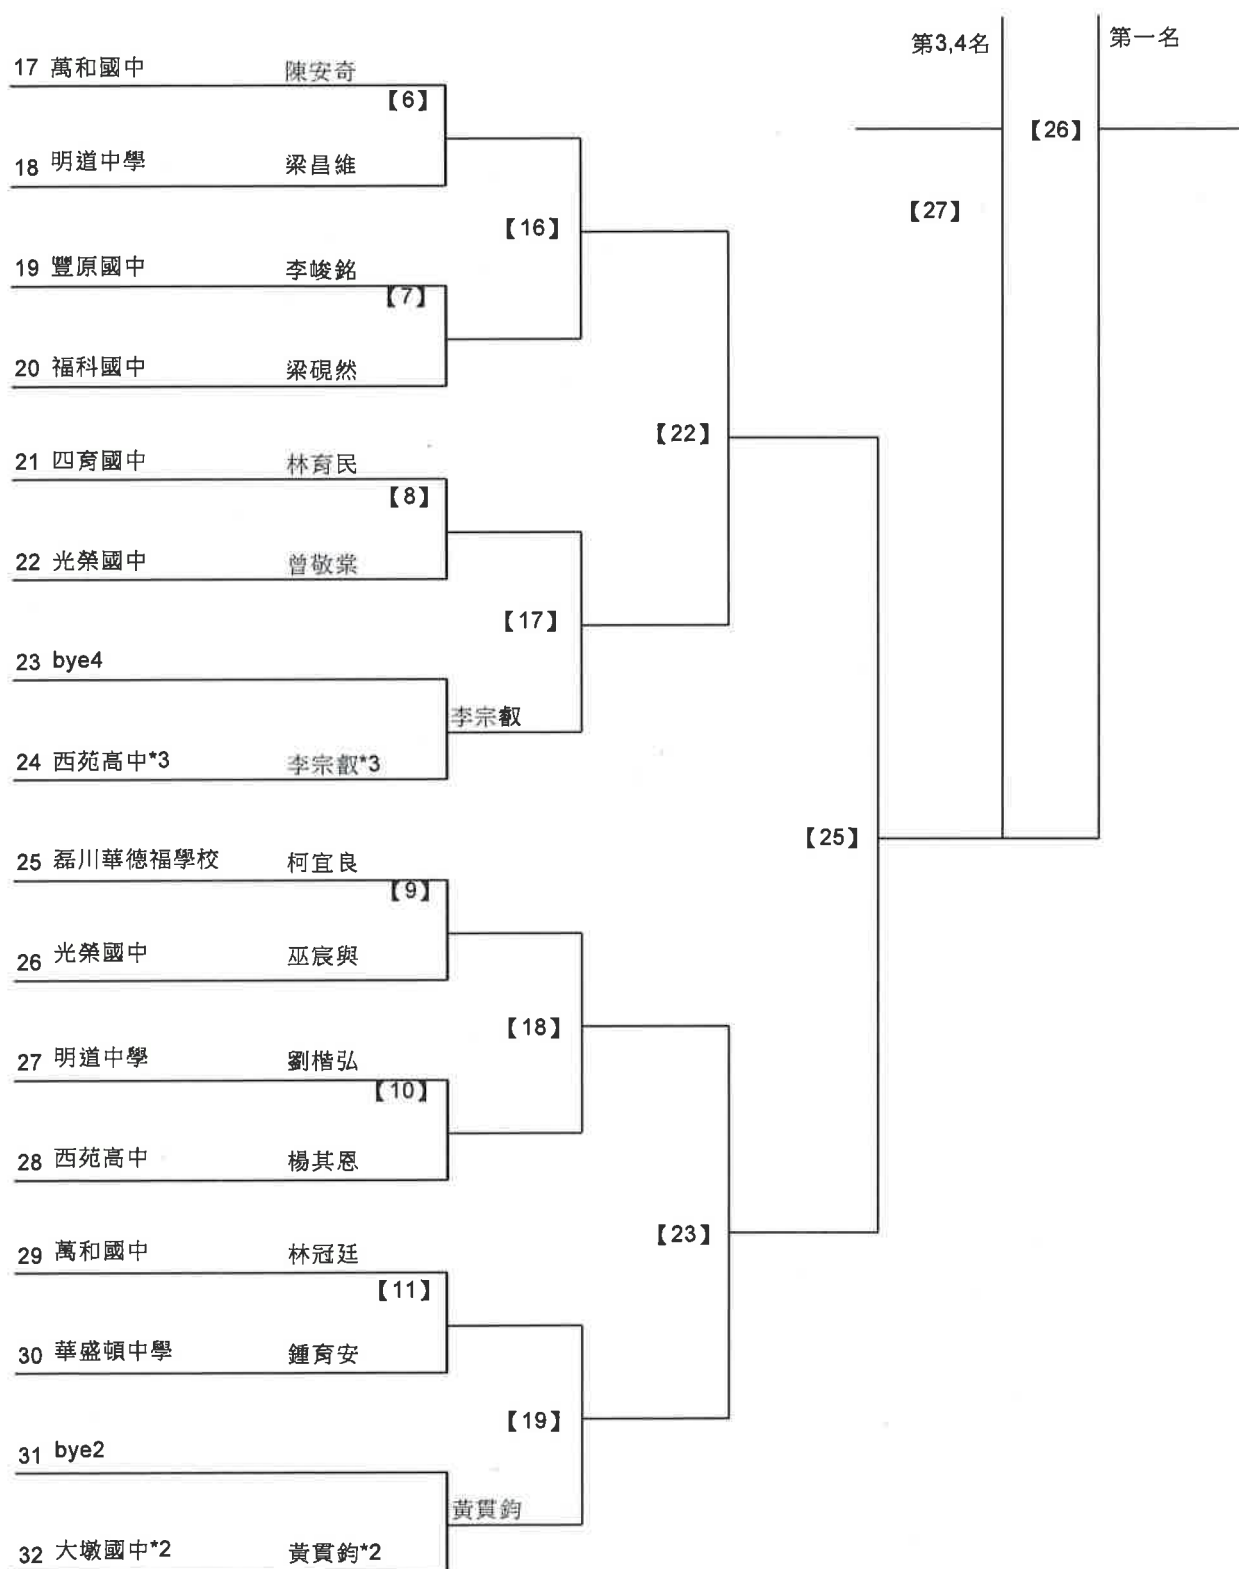 第3,4名 第一名
17 萬和國中 陳安奇
【6】
【26】
18 明道中學 梁昌維
【27】
【16】
19 豐原國中 李峻銘
【7】
20 福科國中 梁硯然
【22】
21 四育國中 林育民
【8】
22 光榮國中 曾敬棠
【17】
23 bye4
李宗叡
24 西苑高中*3 李宗叡*3
【25】
25 磊川華德福學校 柯宜良
【9】
26 光榮國中 巫宸與
【18】
27 明道中學 劉楷弘
【10】
28 西苑高中 楊其恩
【23】
29 萬和國中 林冠廷
【11】
30 華盛頓中學 鍾育安
【19】
31 bye2
黃貫鈞
32 大墩國中*2 黃貫鈞*2